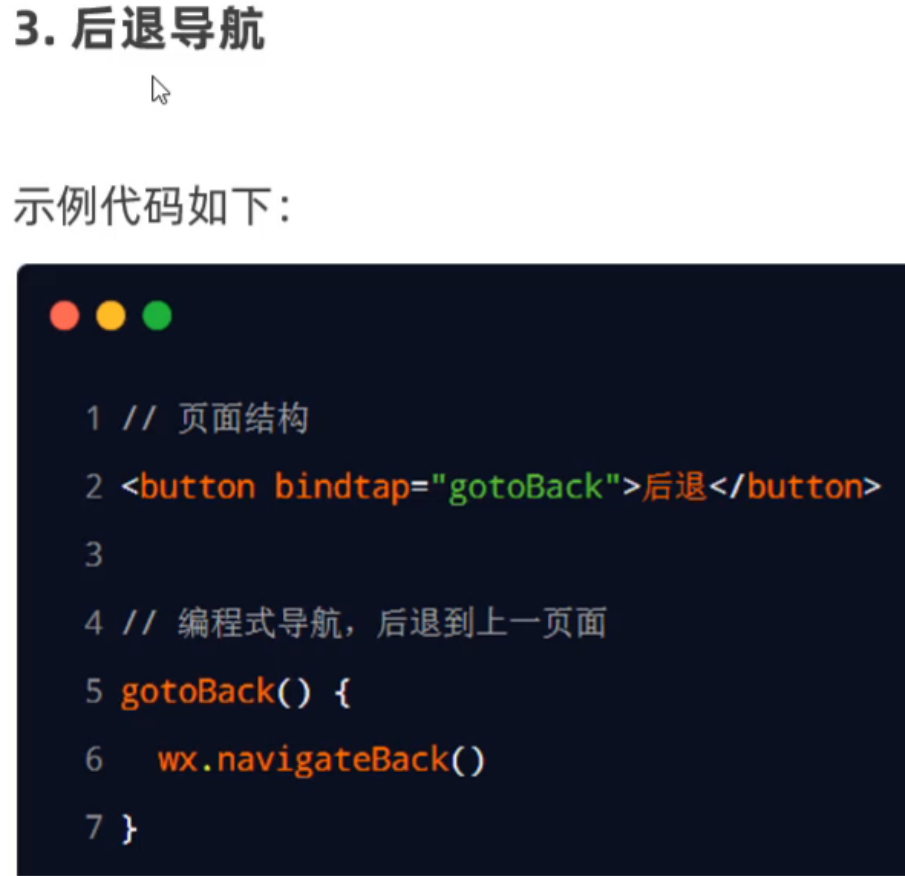 3. 后退导航
示例代码如下：
1 // 页面结构
2 <button bindtap="gotoBack">后退</button>
3
4 // 编程式导航，后退到上一页面
5 gotoBack() {
6   wx.navigateBack()
7 }